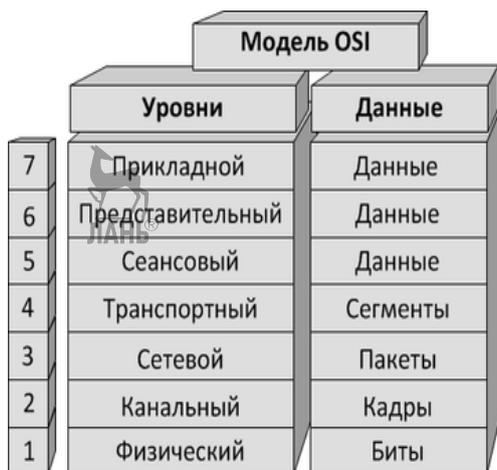 Модель OSI
Уровни Данные
7 Прикладной Данные
6 Представительный Данные
ЛАНЬ®
5 Сеансовый Данные
4 Транспортный Сегменты
3 Сетевой Пакеты
2 Канальный Кадры
1 Физический Биты